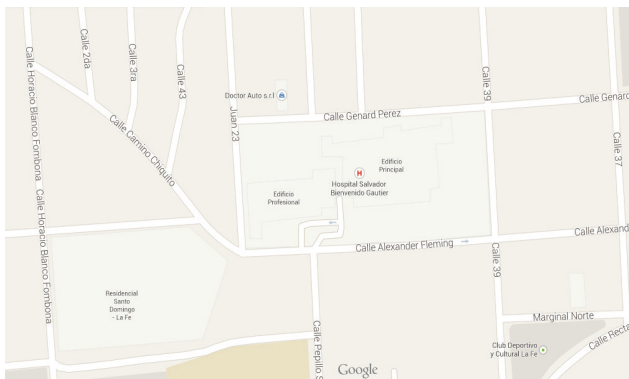 Calle 2da
Calle 3ra
Calle 43
Calle Horacio Blanco Fombona
Calle Horacio Blanco Fombona
Calle Camino Chiquito
Juan 23
Doctor Auto s.r.l
Calle Genard Perez
Calle 39
Calle Genard
Calle 37
Edificio
Principal
H
Hospital Salvador
Bienvenido Gautier
Edificio
Profesional
Calle Alexander Fleming
Calle 39
Calle Alexand
Residencial
Santo
Domingo
- La Fe
Calle Pepillo S
Marginal Norte
Calle Recta
Club Deportivo
y Cultural La Fe
Google